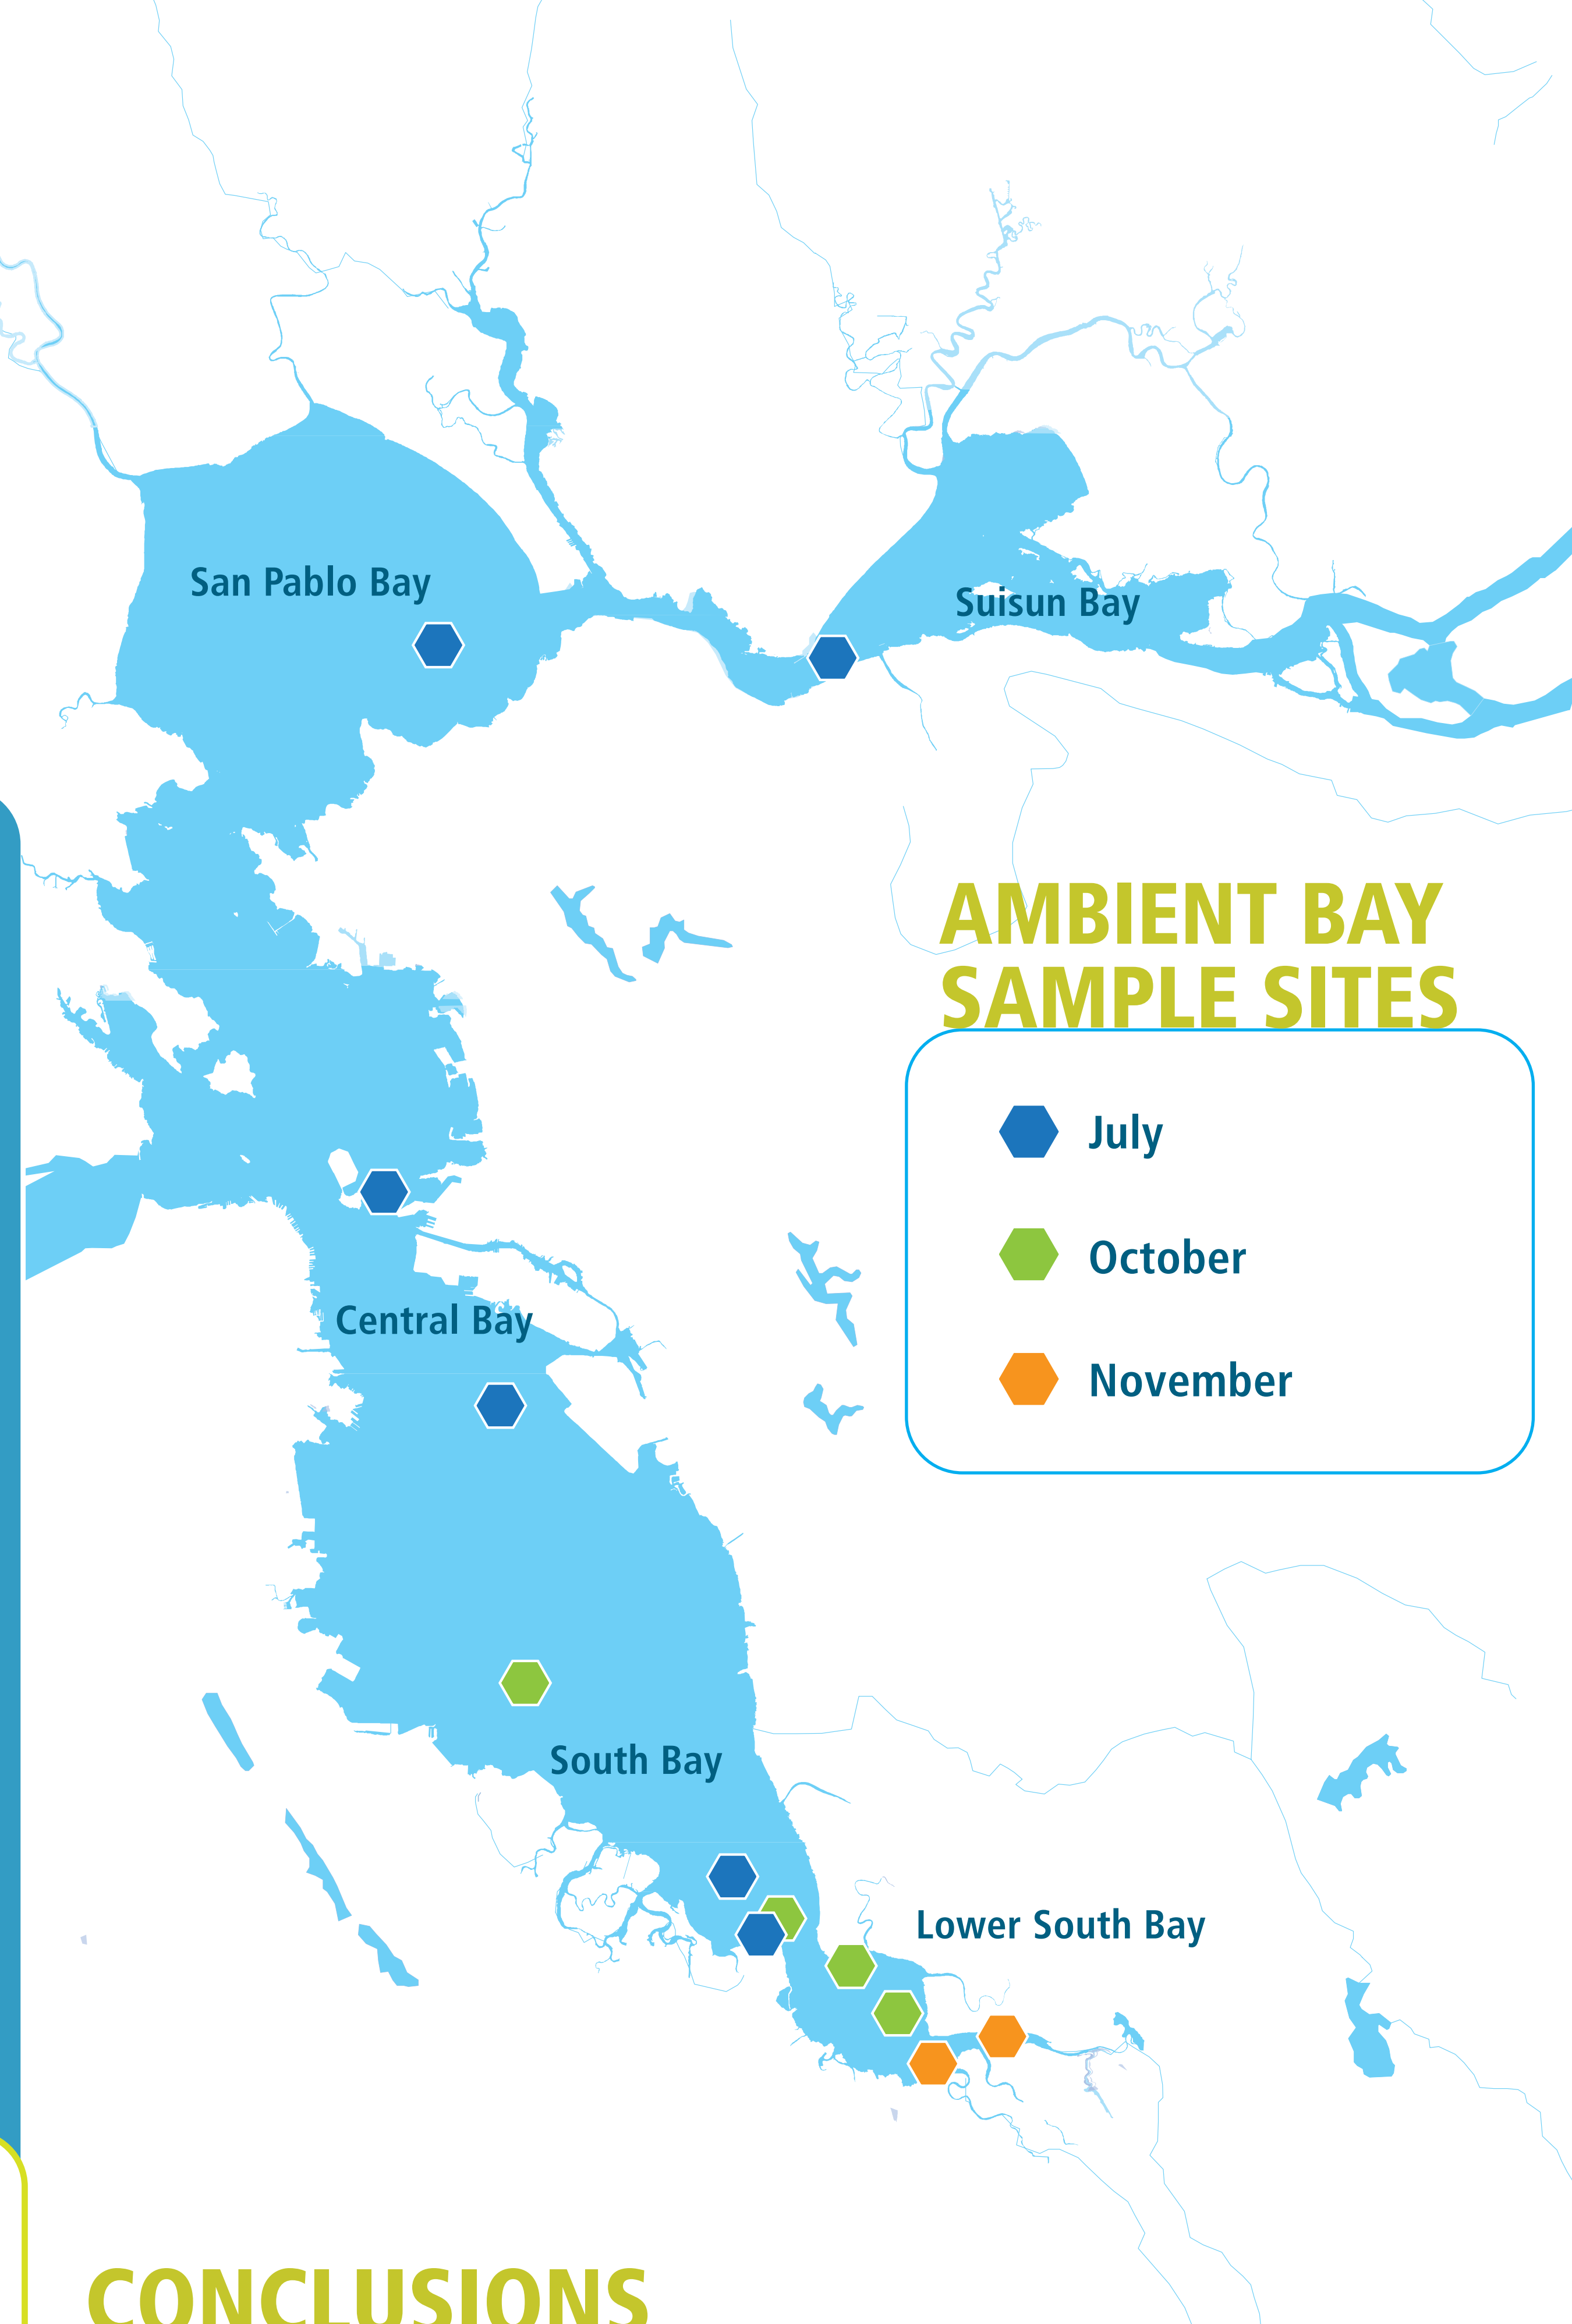 San Pablo Bay
Suisun Bay
AMBIENT BAY
SAMPLE SITES
July
October
November
Central Bay
South Bay
Lower South Bay
CONCLUSIONS